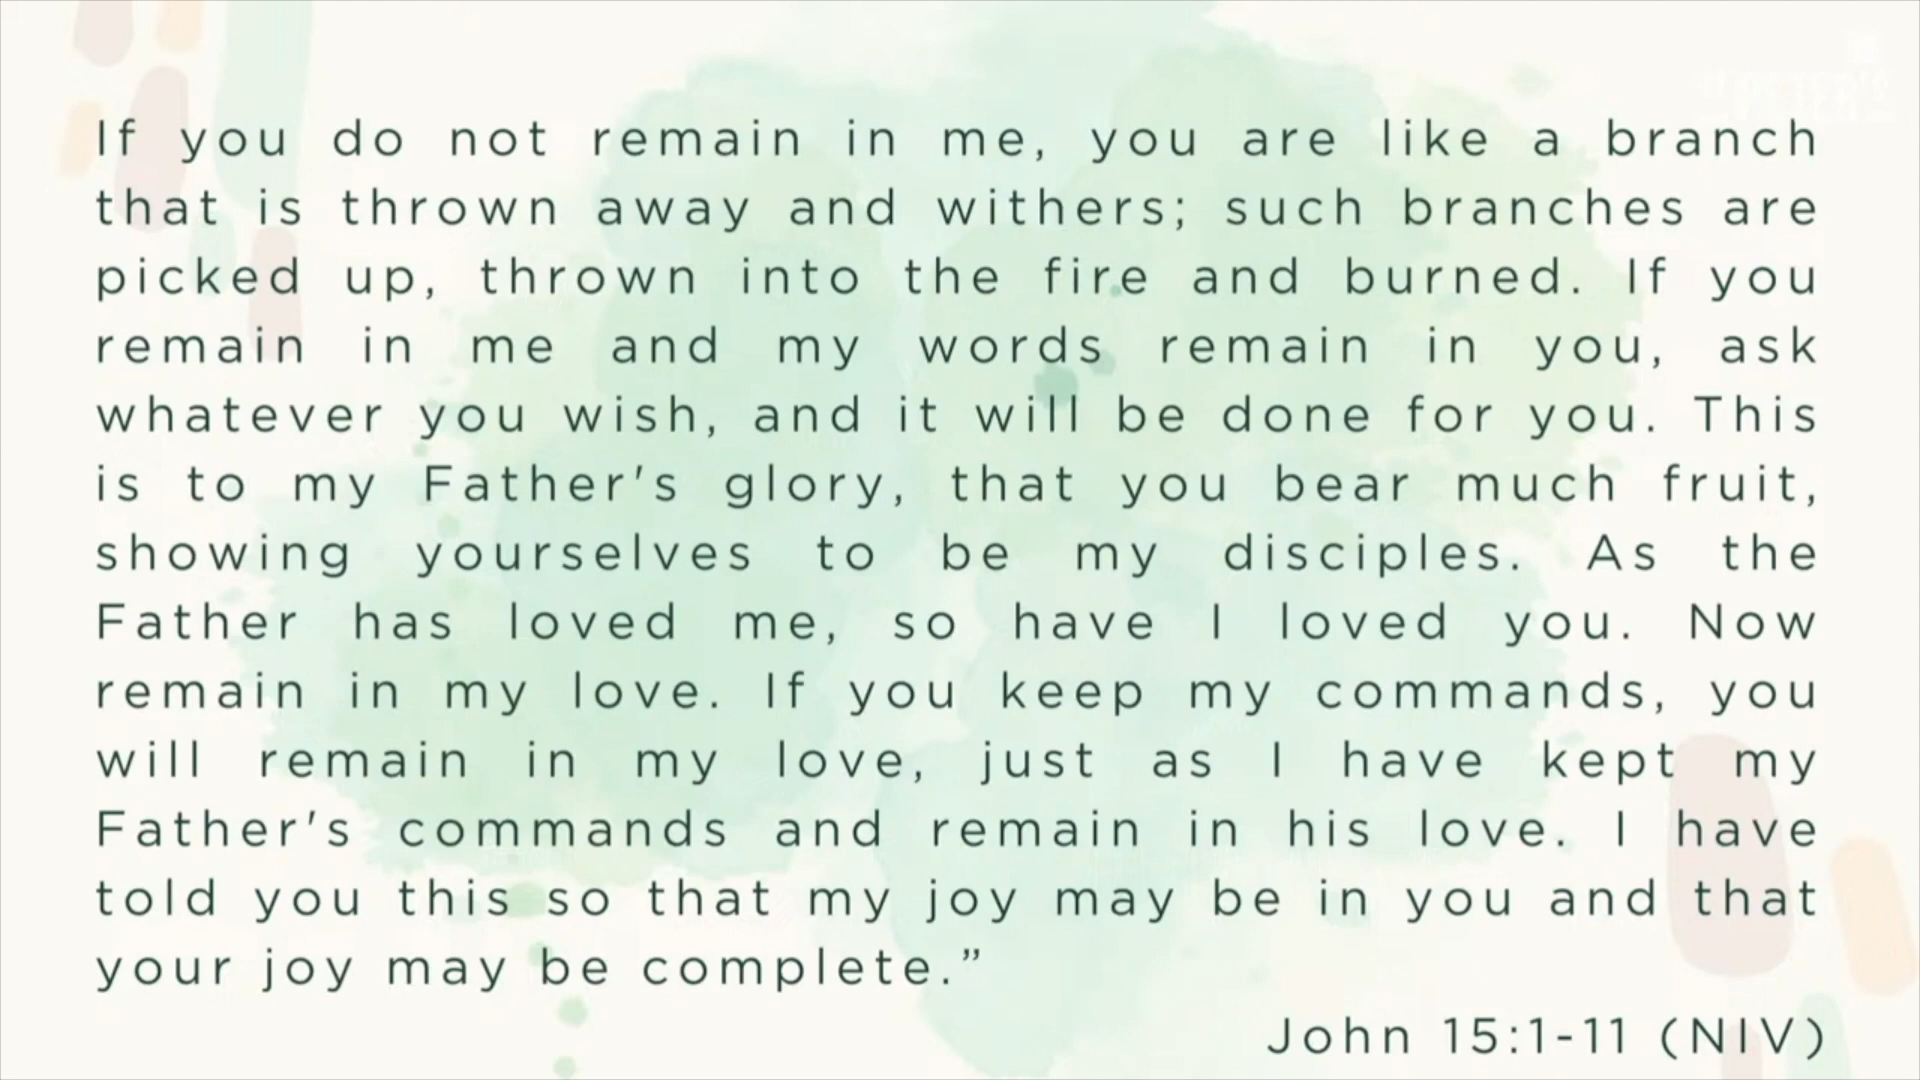 ST PETER'S
If you do not remain in me, you are like a branch
that is thrown away and withers; such branches are
picked up, thrown into the fire and burned. If you
remain in me and my words remain in you, ask
whatever you wish, and it will be done for you. This
is to my Father's glory, that you bear much fruit,
showing yourselves to be my disciples. As the
Father has loved me, so have I loved you. Now
remain in my love. If you keep my commands, you
will remain in my love, just as I have kept my
Father's commands and remain in his love. I have
told you this so that my joy may be in you and that
your joy may be complete.”
John 15:1-11 (NIV)